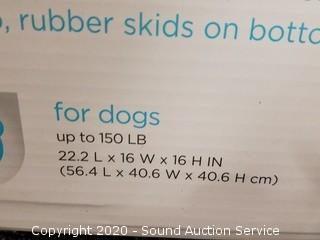 , rubber skids on botto
for dogs
up to 150 LB
22.2 L x 16 W x 16 H IN
(56.4 L x 40.6 W x 40.6 H cm)
Copyright 2020 - Sound Auction Service